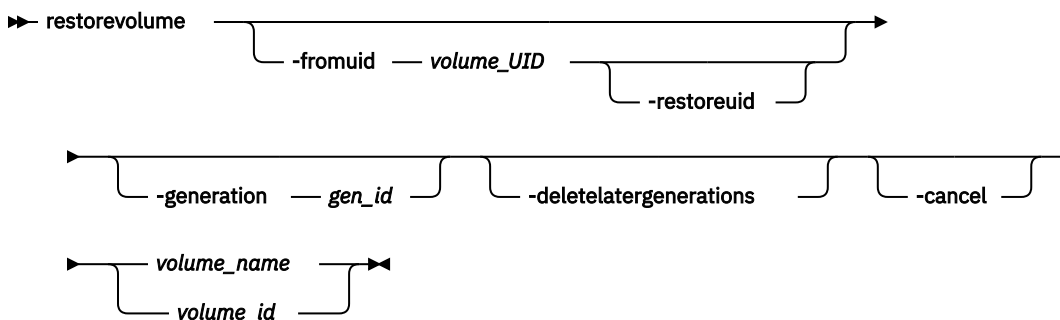 restorevolume
-fromuid volume_UID
-restoreuid
-generation gen_id -deletelatergenerations -cancel
volume_name
volume_id